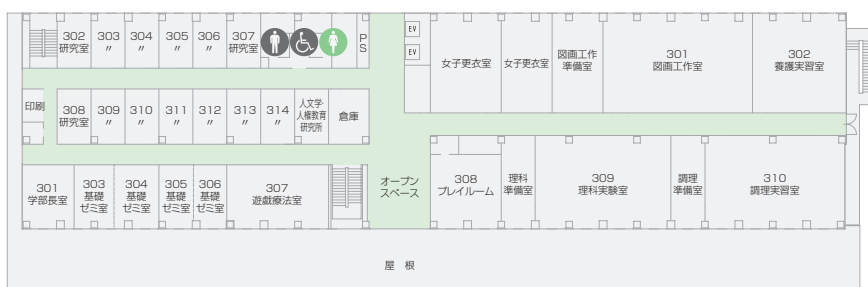 302
研究室
303
〃
304
〃
305
〃
306
〃
307
研究室
P
S
EV
EV
女子更衣室
女子更衣室
図画工作
準備室
301
図画工作室
302
養護実習室
印刷
308
研究室
309
〃
310
〃
311
〃
312
〃
313
〃
314
〃
人文学・
人権教育
研究所
倉庫
301
学部長室
303
基礎
ゼミ室
304
基礎
ゼミ室
305
基礎
ゼミ室
306
基礎
ゼミ室
307
遊戯療法室
オープン
スペース
308
プレイルーム
理科
準備室
309
理科実験室
調理
準備室
310
調理実習室
屋 根